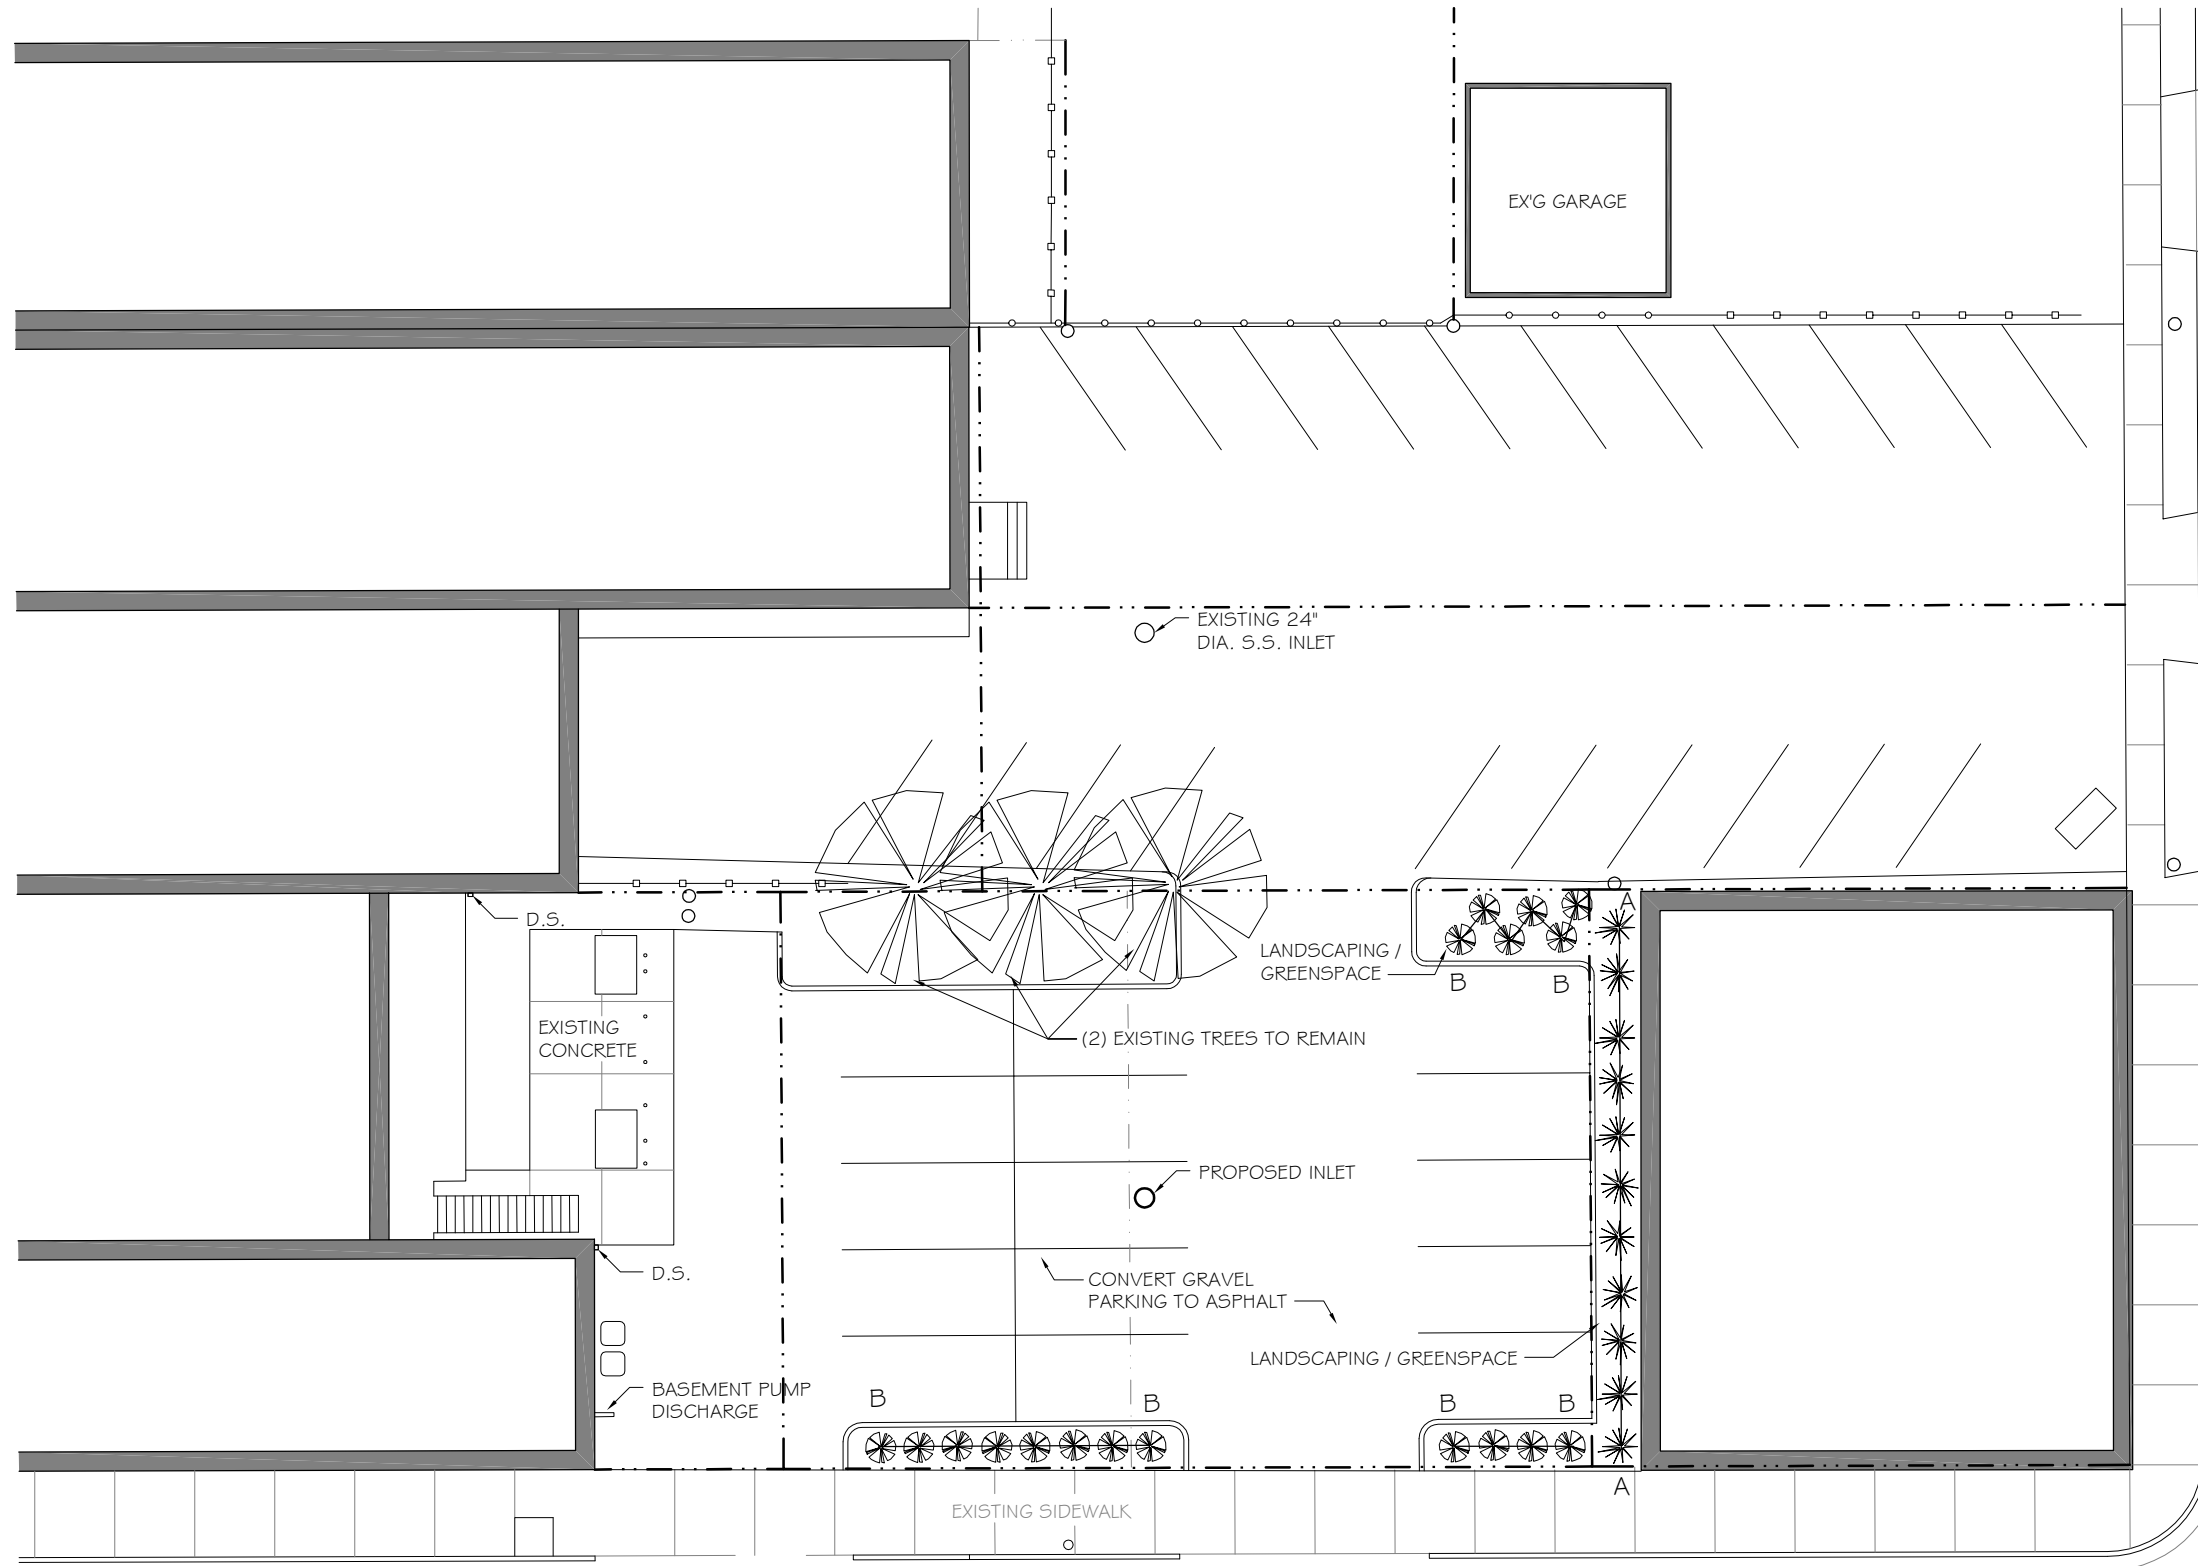 EX'G GARAGE
EXISTING 24"
DIA. S.S. INLET
A
D.S.
LANDSCAPING /
GREENSPACE
B
B
EXISTING
CONCRETE
(2) EXISTING TREES TO REMAIN
PROPOSED INLET
D.S.
CONVERT GRAVEL
PARKING TO ASPHALT
LANDSCAPING / GREENSPACE
BASEMENT PUMP
DISCHARGE
B
B
B
B
A
EXISTING SIDEWALK